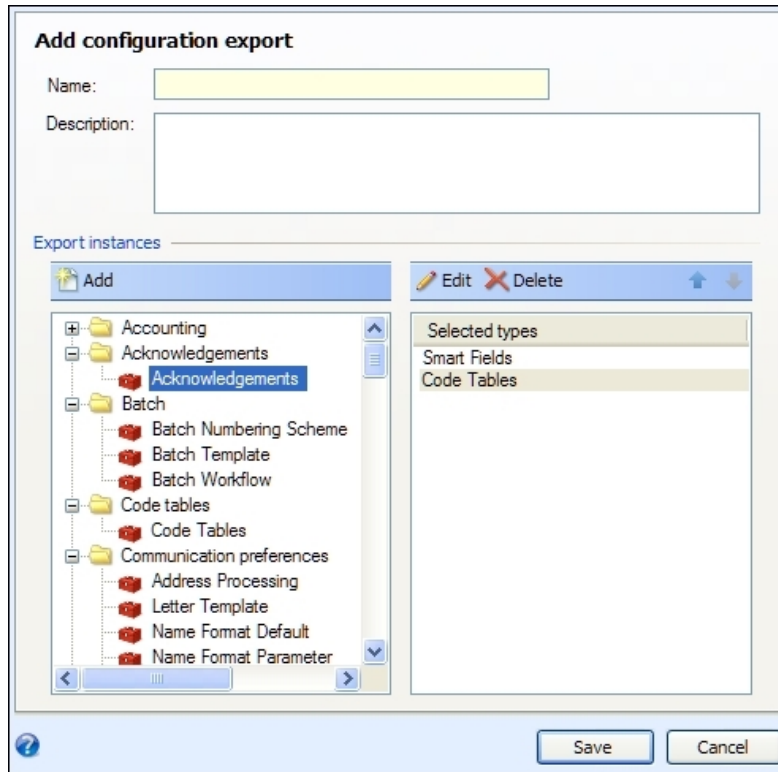 Add configuration export
Name:
Description:
Export instances
Add
Accounting
Acknowledgements
Acknowledgements
Batch
Batch Numbering Scheme
Batch Template
Batch Workflow
Code tables
Code Tables
Communication preferences
Address Processing
Letter Template
Name Format Default
Name Format Parameter
Edit Delete
Selected types
Smart Fields
Code Tables
Save Cancel